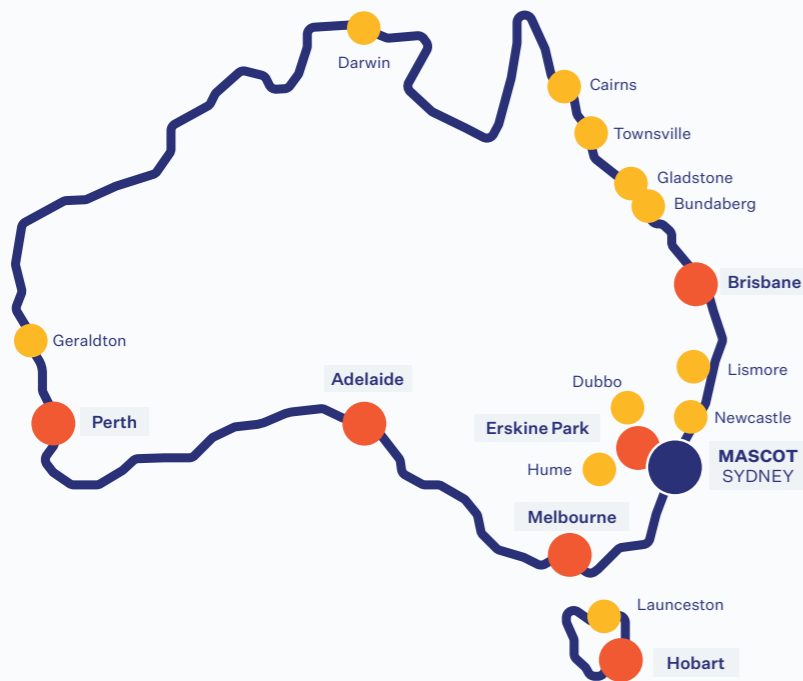 Darwin
Cairns
Townsville
Gladstone
Bundaberg
Brisbane
Geraldton
Lismore
Adelaide
Dubbo
Perth
Newcastle
Erskine Park
MASCOT
SYDNEY
Hume
Melbourne
Launceston
Hobart